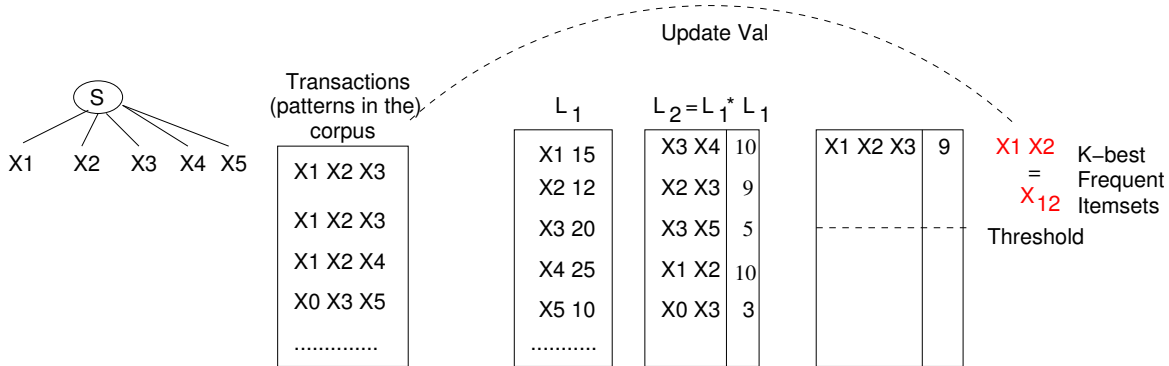 Update Val
S
X1 X2 X3 X4 X5
Transactions
(patterns in the)
corpus
X1 X2 X3
X1 X2 X3
X1 X2 X4
X0 X3 X5
..............
L1
X1 15
X2 12
X3 20
X4 25
X5 10
...........
L2 = L1 * L1
X3 X4 10
X2 X3 9
X3 X5 5
X1 X2 10
X0 X3 3
X1 X2 X3 9
Threshold
X1 X2
=
X12
K-best
Frequent
Itemsets